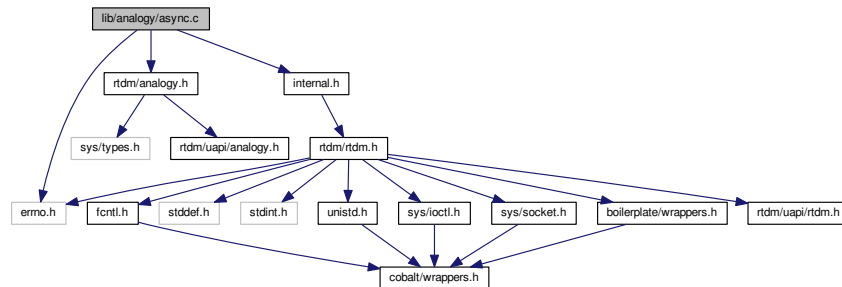 lib/analogy/async.c
rtdm/analogy.h
internal.h
sys/types.h
rtdm/uapi/analogy.h
rtdm/rtdm.h
errno.h
fcntl.h
stddef.h
stdint.h
unistd.h
sys/ioctl.h
sys/socket.h
boilerplate/wrappers.h
rtdm/uapi/rtdm.h
cobalt/wrappers.h